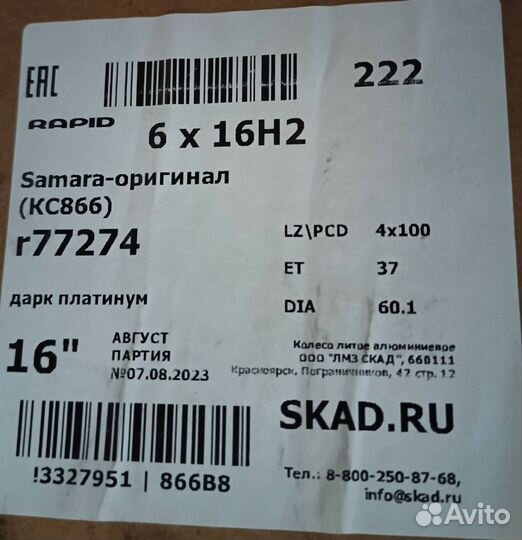 EAC
222
RAPID
6 x 16H2
Samara-оригинал
(КС866)
r77274
LZ\PCD 4x100
ET 37
DIA 60.1
дарк платинум
16"
АВГУСТ
ПАРТИЯ
№07.08.2023
Колесо литое алюминиевое
ООО "ЛМЗ СКАД", 660111
Красноярск, Пограничников, 42 стр. 12
SKAD.RU
!3327951 | 866B8
Тел.: 8-800-250-87-68,
info@skad.ru
Avito